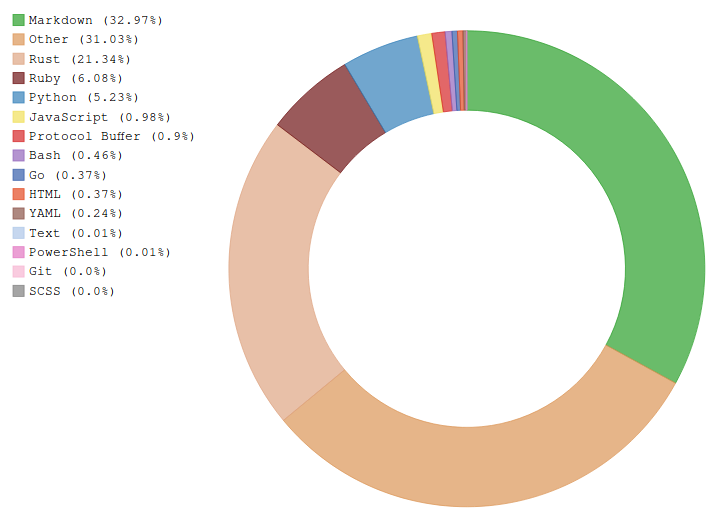 Markdown (32.97%)
Other (31.03%)
Rust (21.34%)
Ruby (6.08%)
Python (5.23%)
JavaScript (0.98%)
Protocol Buffer (0.9%)
Bash (0.46%)
Go (0.37%)
HTML (0.37%)
YAML (0.24%)
Text (0.01%)
PowerShell (0.01%)
Git (0.0%)
SCSS (0.0%)